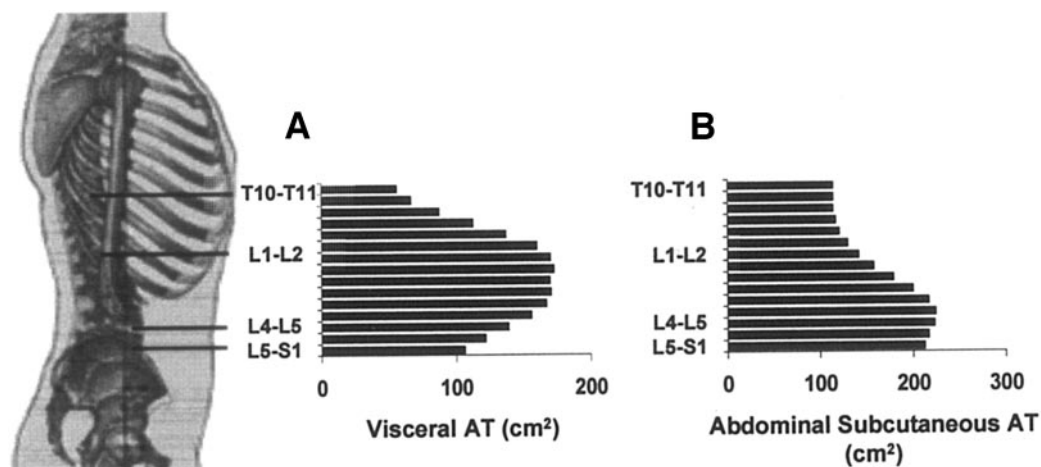 A
T10-T11
L1-L2
L4-L5
L5-S1
0 100 200
Visceral AT (cm²)
B
T10-T11
L1-L2
L4-L5
L5-S1
0 100 200 300
Abdominal Subcutaneous AT
(cm²)